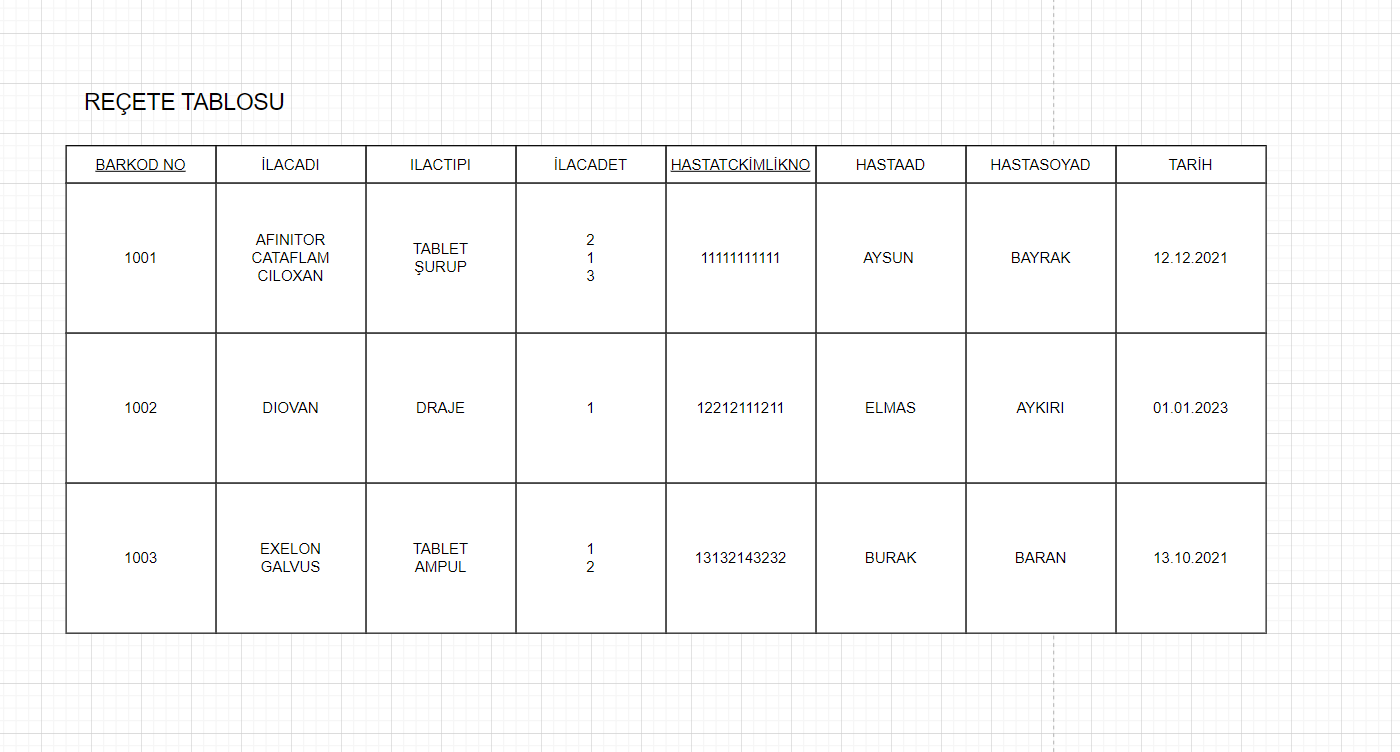 REÇETE TABLOSU
BARKOD NO İLACADI ILACTIPI İLACADET HASTATCKİMLİKNO HASTAAD HASTASOYAD TARİH
1001 AFINITOR CATAFLAM CILOXAN TABLET ŞURUP 2 1 3 11111111111 AYSUN BAYRAK 12.12.2021
1002 DIOVAN DRAJE 1 12212111211 ELMAS AYKIRI 01.01.2023
1003 EXELON GALVUS TABLET AMPUL 1 2 13132143232 BURAK BARAN 13.10.2021